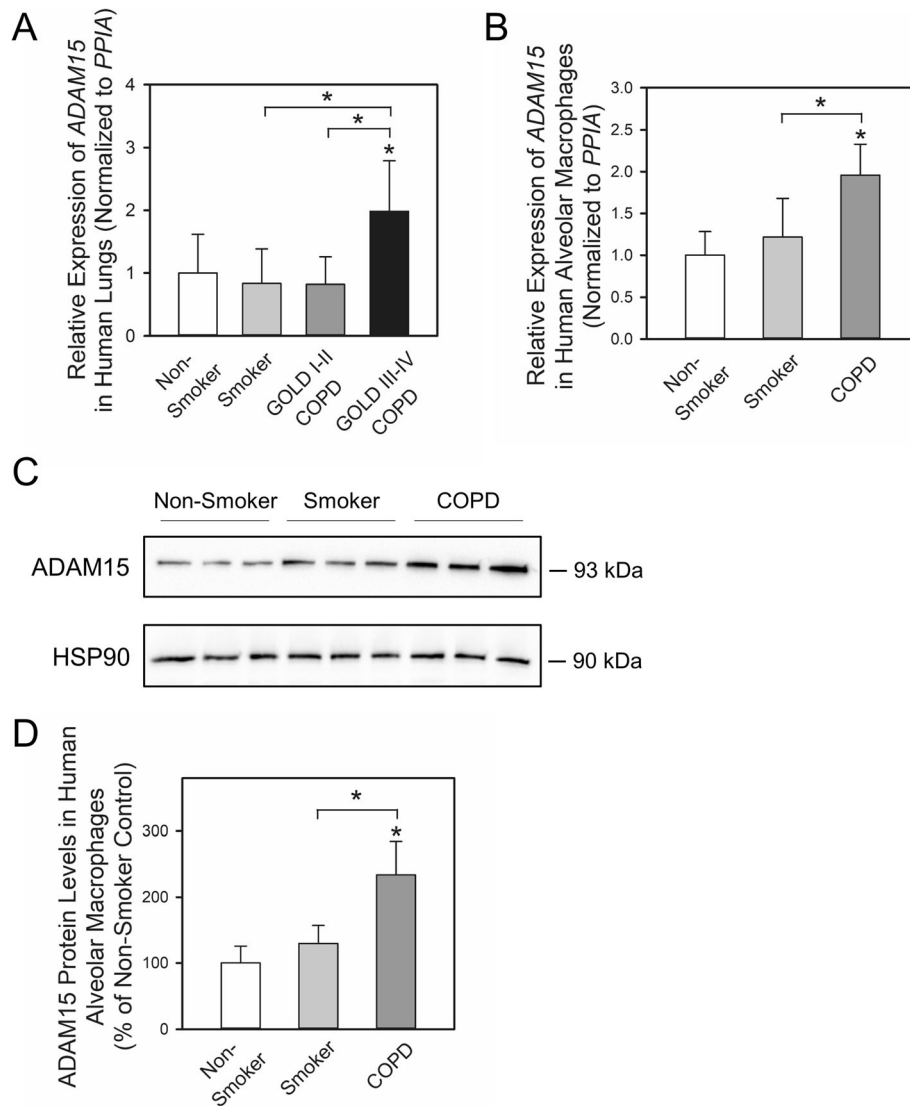 A
Relative Expression of ADAM15
in Human Lungs (Normalized to PPIA)
4
3
2
1
0
*
*
*
Non-
Smoker
Smoker
GOLD I-II
COPD
GOLD III-IV
COPD
B
Relative Expression of ADAM15
in Human Alveolar Macrophages
(Normalized to PPIA)
3.0
2.5
2.0
1.5
1.0
0.5
0.0
*
*
Non-
Smoker
Smoker
COPD
C
Non-Smoker Smoker COPD
ADAM15 — 93 kDa
HSP90 — 90 kDa
D
ADAM15 Protein Levels in Human
Alveolar Macrophages
(% of Non-Smoker Control)
300
200
100
0
*
*
Non-
Smoker
Smoker
COPD